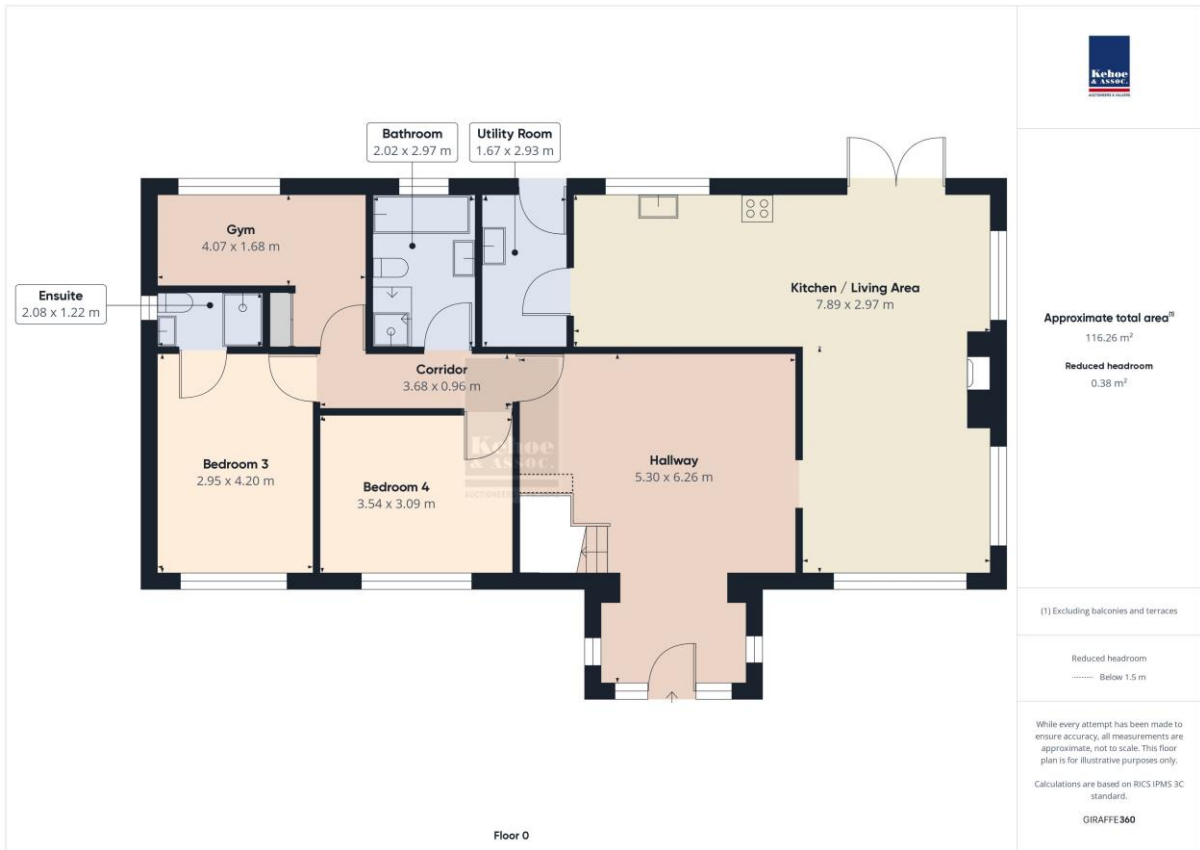 Bathroom
2.02 x 2.97 m
Utility Room
1.67 x 2.93 m
Gym
4.07 x 1.68 m
Ensuite
2.08 x 1.22 m
Kitchen / Living Area
7.89 x 2.97 m
Corridor
3.68 x 0.96 m
Kehoe
& ASSOC.
AUCTIONEERS
Hallway
5.30 x 6.26 m
Bedroom 3
2.95 x 4.20 m
Bedroom 4
3.54 x 3.09 m
Floor 0
Kehoe
& ASSOC.
AUCTIONEERS & VALUERS
Approximate total area(1)
116.26 m²
Reduced headroom
0.38 m²
(1) Excluding balconies and terraces
Reduced headroom
Below 1.5 m
While every attempt has been made to
ensure accuracy, all measurements are
approximate, not to scale. This floor
plan is for illustrative purposes only.
Calculations are based on RICS IPMS 3C
standard.
GIRAFFE360